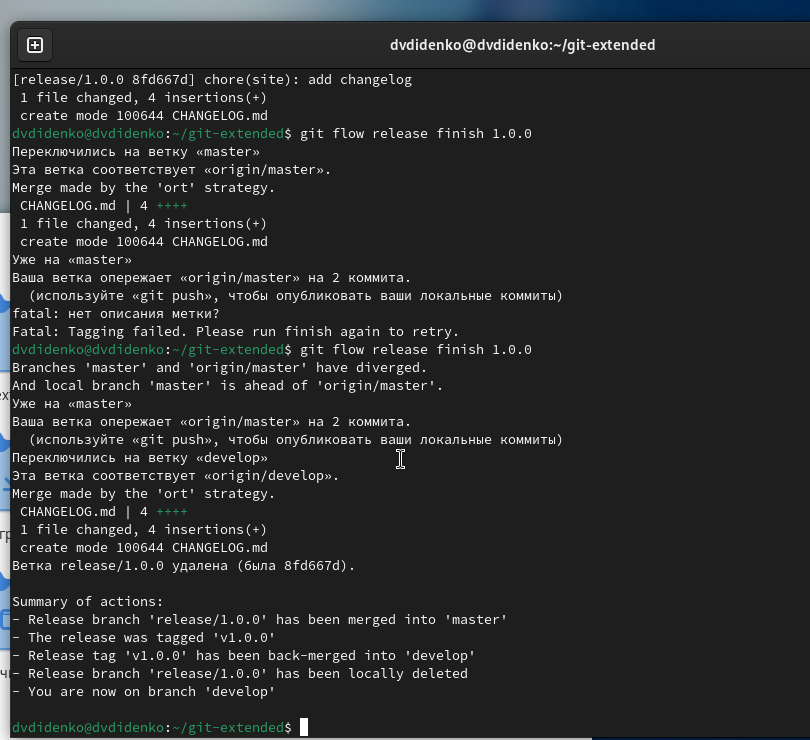 dvdidenko@dvdidenko:~/git-extended
[release/1.0.0 8fd667d] chore(site): add changelog
 1 file changed, 4 insertions(+)
 create mode 100644 CHANGELOG.md
dvdidenko@dvdidenko:~/git-extended$ git flow release finish 1.0.0
Переключились на ветку «master»
Эта ветка соответствует «origin/master».
Merge made by the 'ort' strategy.
 CHANGELOG.md | 4 ++++
 1 file changed, 4 insertions(+)
 create mode 100644 CHANGELOG.md
Уже на «master»
Ваша ветка опережает «origin/master» на 2 коммита.
  (используйте «git push», чтобы опубликовать ваши локальные коммиты)
fatal: нет описания метки?
Fatal: Tagging failed. Please run finish again to retry.
dvdidenko@dvdidenko:~/git-extended$ git flow release finish 1.0.0
Branches 'master' and 'origin/master' have diverged.
And local branch 'master' is ahead of 'origin/master'.
Уже на «master»
Ваша ветка опережает «origin/master» на 2 коммита.
  (используйте «git push», чтобы опубликовать ваши локальные коммиты)
Переключились на ветку «develop»
Эта ветка соответствует «origin/develop».
Merge made by the 'ort' strategy.
 CHANGELOG.md | 4 ++++
 1 file changed, 4 insertions(+)
 create mode 100644 CHANGELOG.md
Ветка release/1.0.0 удалена (была 8fd667d).
Summary of actions:
- Release branch 'release/1.0.0' has been merged into 'master'
- The release was tagged 'v1.0.0'
- Release tag 'v1.0.0' has been back-merged into 'develop'
- Release branch 'release/1.0.0' has been locally deleted
- You are now on branch 'develop'
dvdidenko@dvdidenko:~/git-extended$